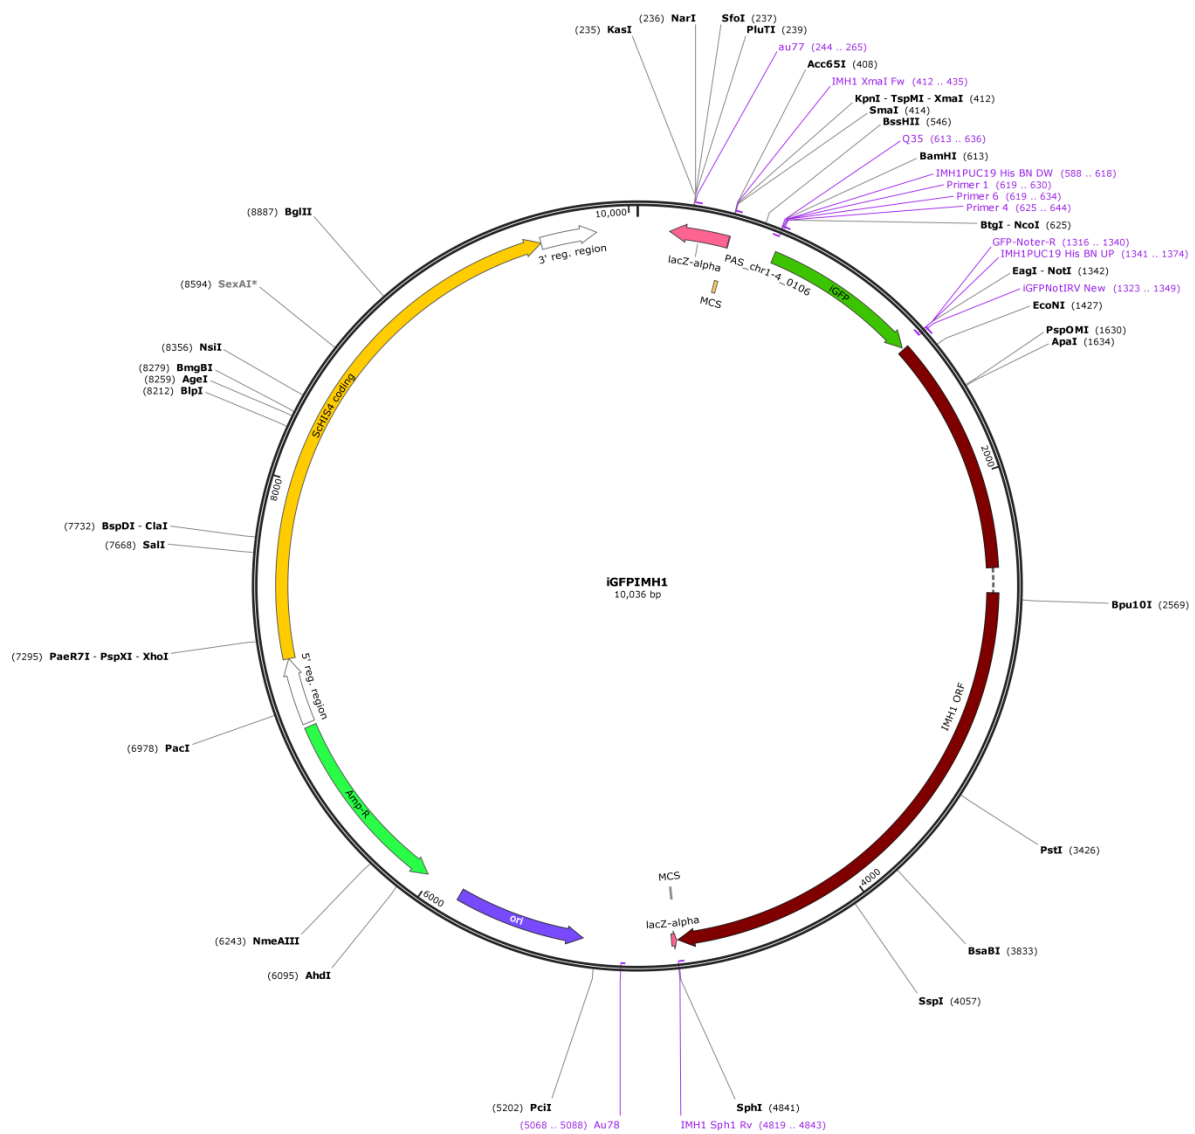 (236) NarI
SfoI (237)
(235) KasI
PluTI (239)
au77 (244 .. 265)
Acc65I (408)
IMH1 XmaI Fw (412 .. 435)
KpnI - TspMI - XmaI (412)
SmaI (414)
BssHII (546)
Q35 (613 .. 636)
BamHI (613)
IMH1PUC19 His BN DW (588 .. 618)
Primer 1 (619 .. 630)
Primer 6 (619 .. 634)
Primer 4 (625 .. 644)
BtgI - NcoI (625)
GFP-Noter-R (1316 .. 1340)
IMH1PUC19 His BN UP (1341 .. 1374)
EagI - NotI (1342)
iGFPNotIRV New (1323 .. 1349)
EcoNI (1427)
PspOMI (1630)
ApaI (1634)
(8887) BglII
10,000
3' reg. region
lacZ-alpha
PAS_chr1-4_0106
MCS
iGFP
(8594) SexAI*
(8356) NsiI
(8279) BmgBI
(8259) AgeI
(8212) BlpI
ScHIS4 coding
2000
8000
(7732) BspDI - ClaI
(7668) SalI
iGFPIMH1
10,036 bp
Bpu10I (2569)
(7295) PaeR7I - PspXI - XhoI
5' reg. region
IMH1 ORF
(6978) PacI
Amp-R
PstI (3426)
MCS
4000
6000
lacZ-alpha
ori
(6243) NmeAIII
BsaBI (3833)
(6095) AhdI
SspI (4057)
(5202) PciI
SphI (4841)
(5068 .. 5088) Au78
IMH1 Sph1 Rv (4819 .. 4843)